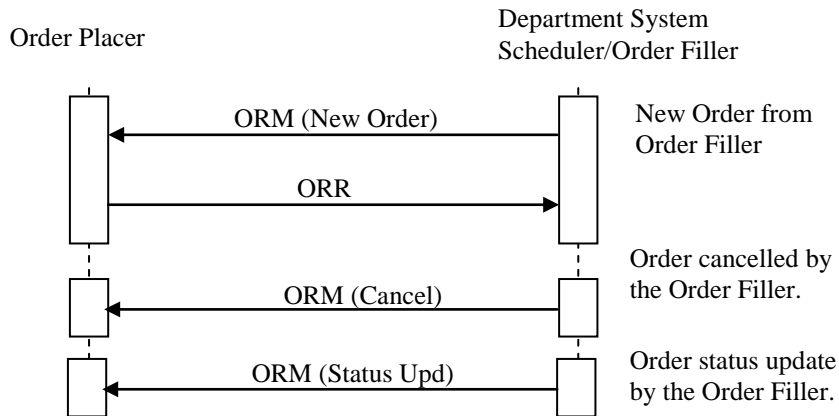 Order Placer
Department System
Scheduler/Order Filler
ORM (New Order)
New Order from
Order Filler
ORR
Order cancelled by
the Order Filler.
ORM (Cancel)
Order status update
by the Order Filler.
ORM (Status Upd)